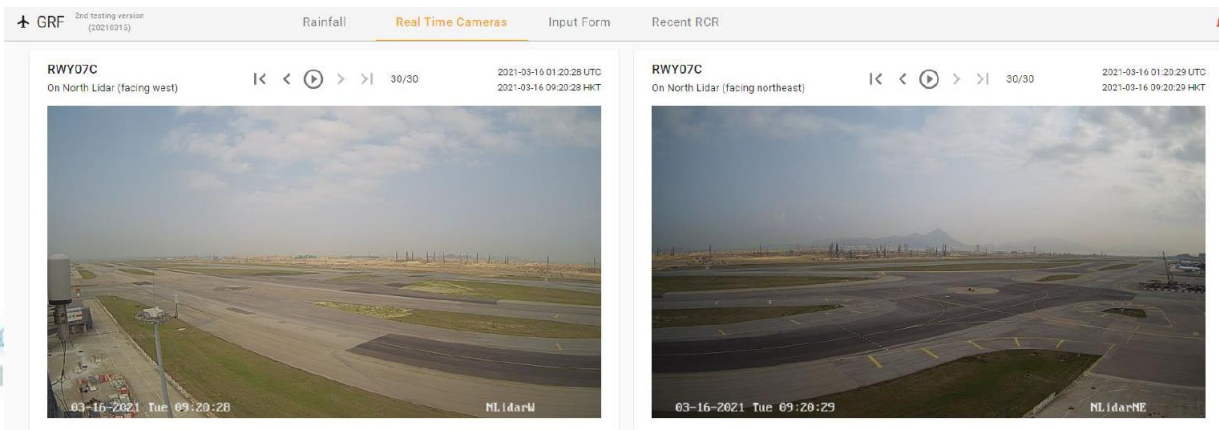 GRF
2nd testing version
(20210315)
Rainfall
Real Time Cameras
Input Form
Recent RCR
RWY07C
On North Lidar (facing west)
30/30
2021-03-16 01:20:28 UTC
2021-03-16 09:20:28 HKT
03-16-2021 Tue 09:20:28
NLidarW
RWY07C
On North Lidar (facing northeast)
30/30
2021-03-16 01:20:29 UTC
2021-03-16 09:20:29 HKT
03-16-2021 Tue 09:20:29
NLidarNE